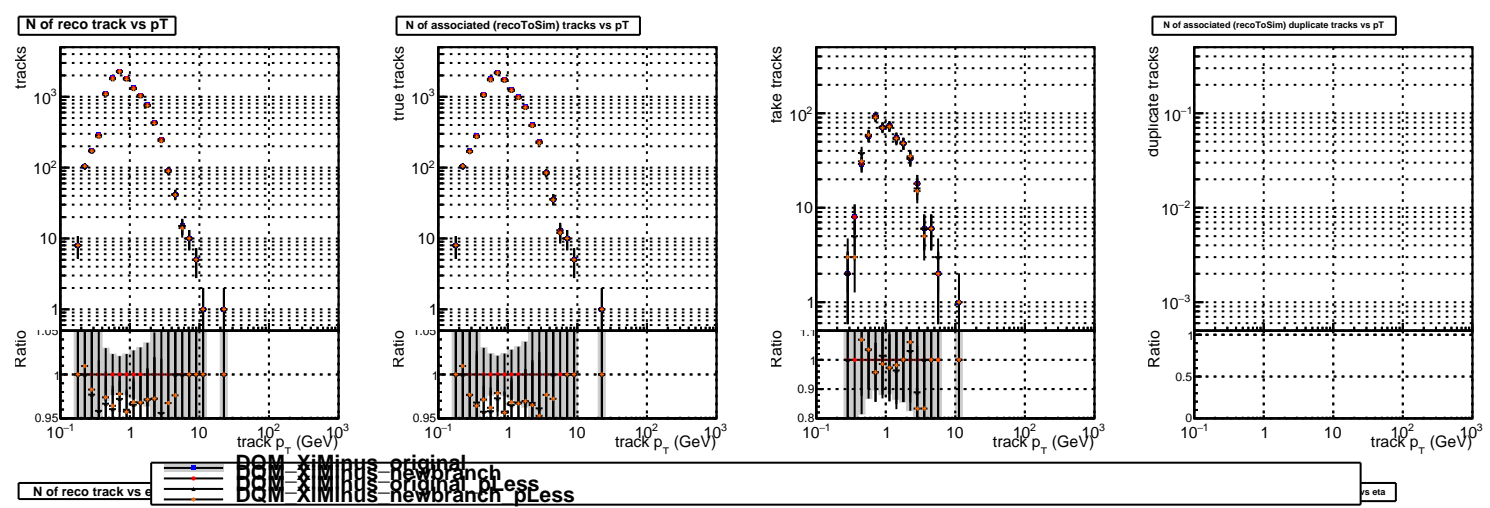 N of reco track vs pT
N of associated (recoToSim) tracks vs pT
N of associated (recoToSim) duplicate tracks vs pT
tracks
10³
10²
10
1
Ratio
1.05
1
0.95
10⁻¹ 1 10 10² 10³
track p_T (GeV)
true tracks
10³
10²
10
1
Ratio
1.05
1
0.95
10⁻¹ 1 10 10² 10³
track p_T (GeV)
fake tracks
10²
10
1
Ratio
1.1
1
0.9
0.8
10⁻¹ 1 10 10² 10³
track p_T (GeV)
duplicate tracks
10⁻¹
10⁻²
10⁻³
Ratio
1
0.5
0
10⁻¹ 1 10 10² 10³
track p_T (GeV)
DQM_XiMinus_original
DQM_XiMinus_newbranch
DQM_XiMinus_original_pLess
DQM_XiMinus_newbranch_pLess
N of reco track vs e
vs eta